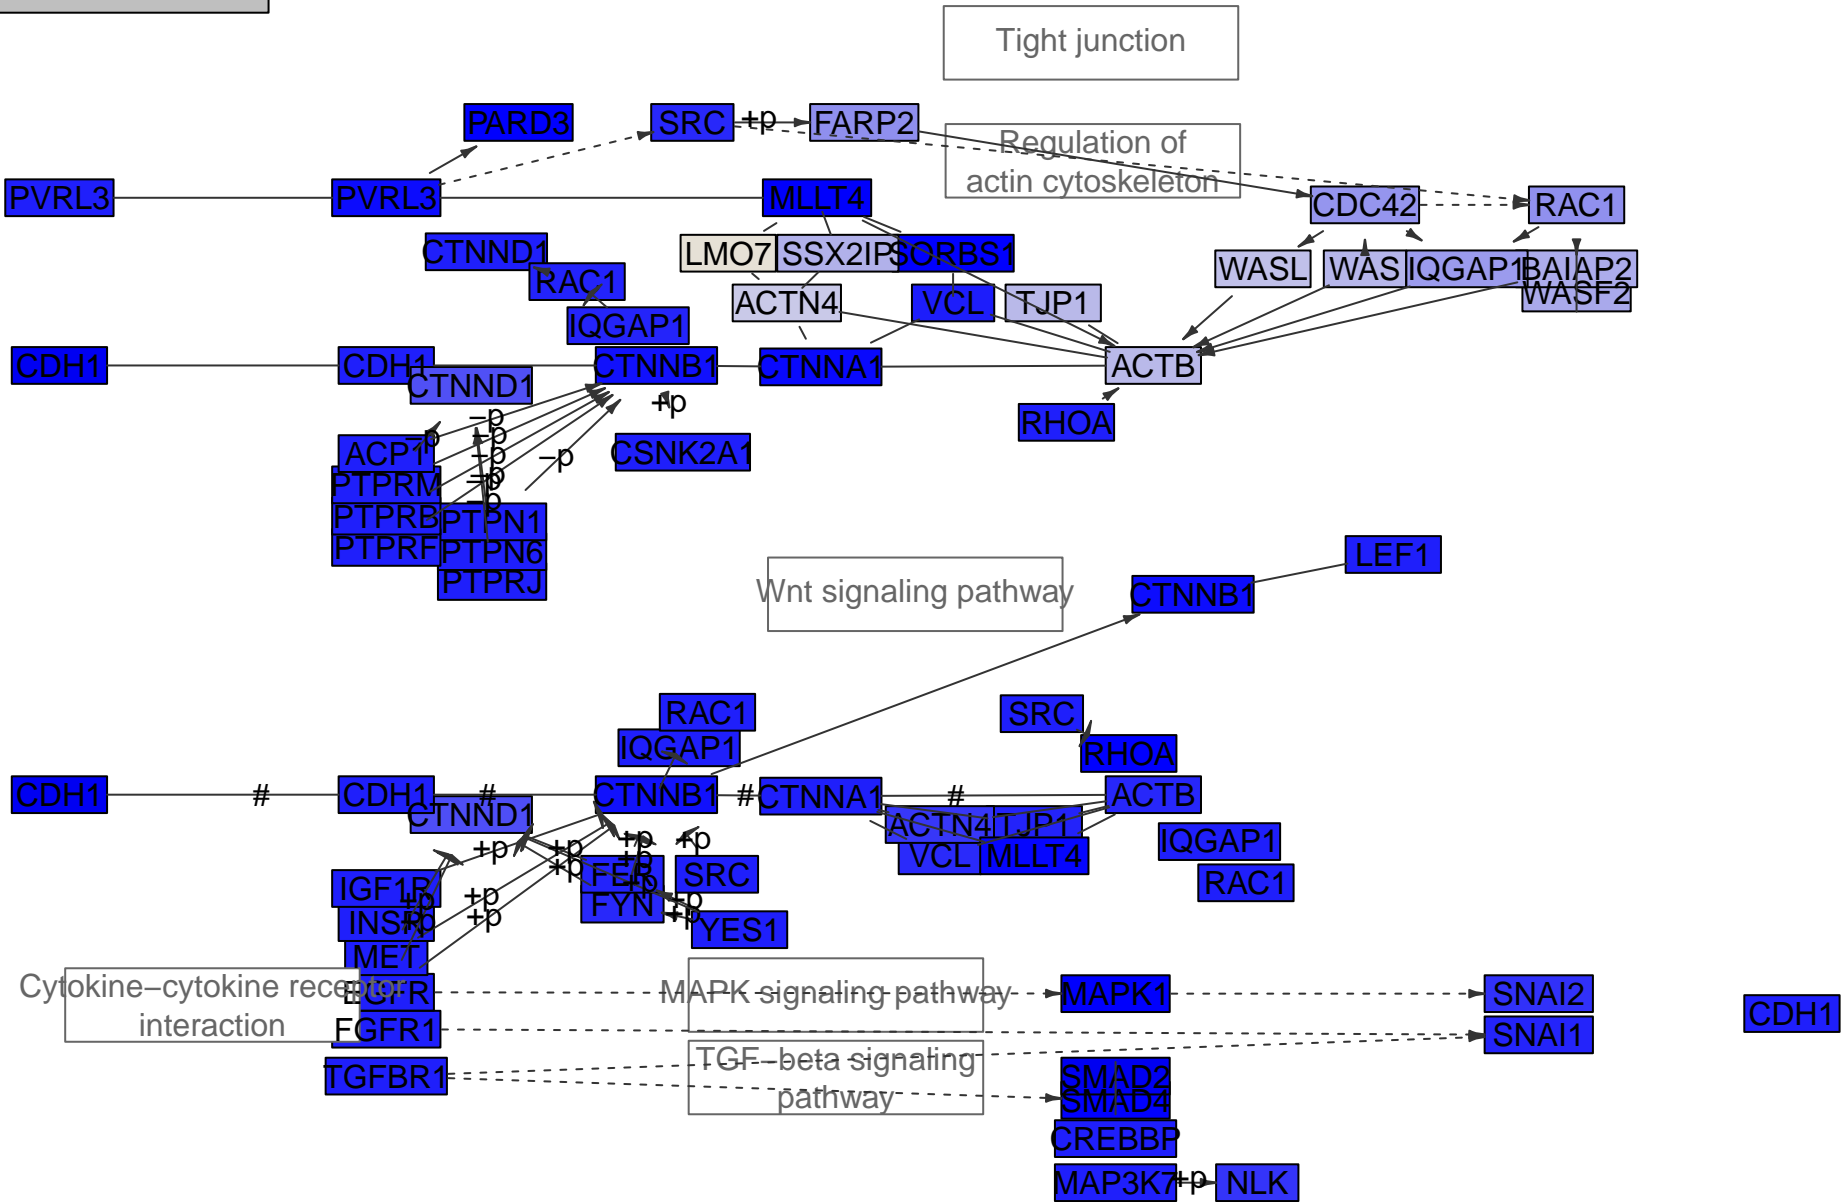 Tight junction
PARD3
SRC
+p
FARP2
Regulation of
actin cytoskeleton
PVRL3
PVRL3
MLLT4
CDC42
RAC1
CTNND1
LMO7
SSX2IP
SORBS1
WASL
WAS
IQGAP1
BAIAP2
RAC1
WASF2
ACTN4
VCL
TJP1
IQGAP1
CDH1
CDH1
CTNNB1
CTNNA1
ACTB
CTNND1
+p
−p
RHOA
−p
−p
ACP1
−p
−p
CSNK2A1
−p
PTPRM
−p
−p
PTPRB
PTPN1
PTPRF
PTPN6
PTPRJ
LEF1
Wnt signaling pathway
CTNNB1
RAC1
SRC
IQGAP1
RHOA
CDH1
#
CDH1
#
CTNNB1
#
CTNNA1
#
ACTB
CTNND1
ACTN4
TJP1
+p
+p
+p
+p
IQGAP1
+p
+p
VCL
MLLT4
FER
SRC
IGF1R
+p
RAC1
+p
+p
+p
FYN
INSR
+p
+p
+p
YES1
MET
Cytokine−cytokine receptor
interaction
EGFR
MAPK signaling pathway
MAPK1
SNAI2
CDH1
FGFR1
SNAI1
TGF−beta signaling
pathway
TGFBR1
SMAD2
SMAD4
CREBBP
MAP3K7
+p
NLK